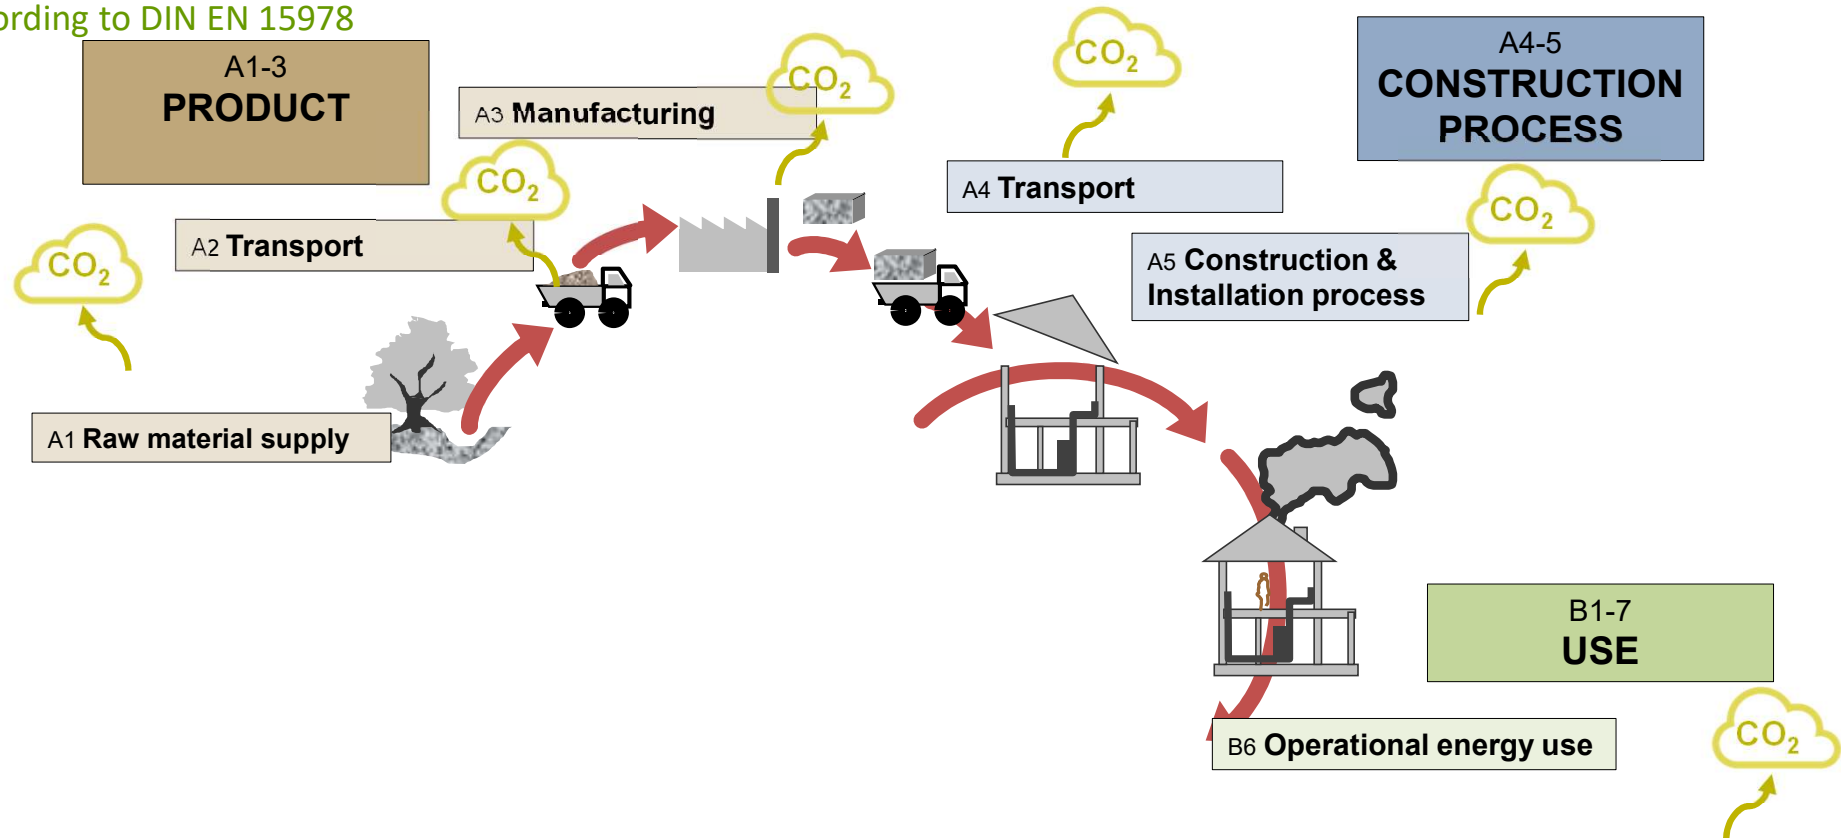 ording to DIN EN 15978
A1-3
PRODUCT
A3 Manufacturing
CO2
CO2
A4-5
CONSTRUCTION
PROCESS
CO2
A4 Transport
CO2
A2 Transport
CO2
A5 Construction &
Installation process
CO2
A1 Raw material supply
B1-7
USE
B6 Operational energy use
CO2